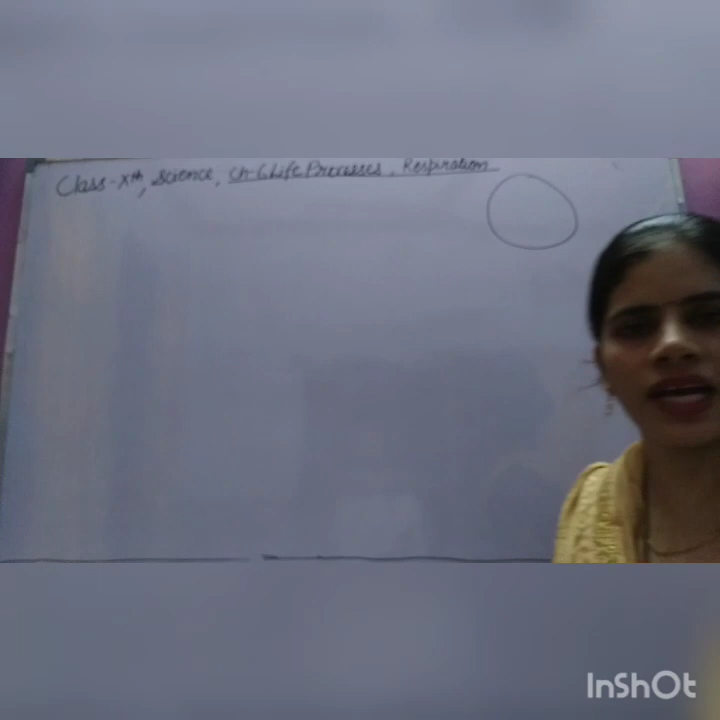 Class-Xth, Science, Ch-6 Life Processes, Respiration
InShOt